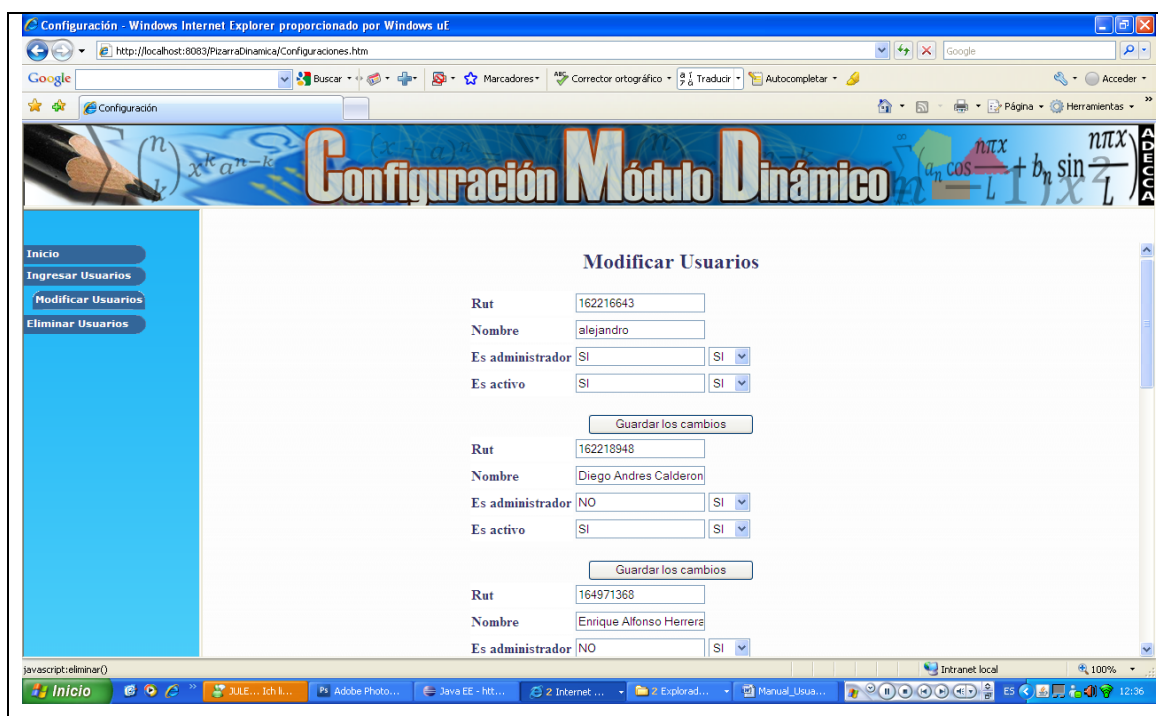 Configuración - Windows Internet Explorer proporcionado por Windows uE
http://localhost:8083/PizarraDinamica/Configuraciones.htm
Google
Google
Buscar
Marcadores
Corrector ortográfico
Traducir
Autocompletar
Acceder
Configuración
Página
Herramientas
Configuración Módulo Dinámico
ADECCA
Inicio
Ingresar Usuarios
Modificar Usuarios
Eliminar Usuarios
Modificar Usuarios
Rut 162216643
Nombre alejandro
Es administrador SI SI
Es activo SI SI
Guardar los cambios
Rut 162218948
Nombre Diego Andres Calderon
Es administrador NO SI
Es activo SI SI
Guardar los cambios
Rut 164971368
Nombre Enrique Alfonso Herrera
Es administrador NO SI
javascript:eliminar()
Intranet local
100%
Inicio
JULE... Ich li...
Adobe Photo...
Java EE - htt...
2 Internet ...
2 Explorad...
Manual_Usua...
ES
12:36